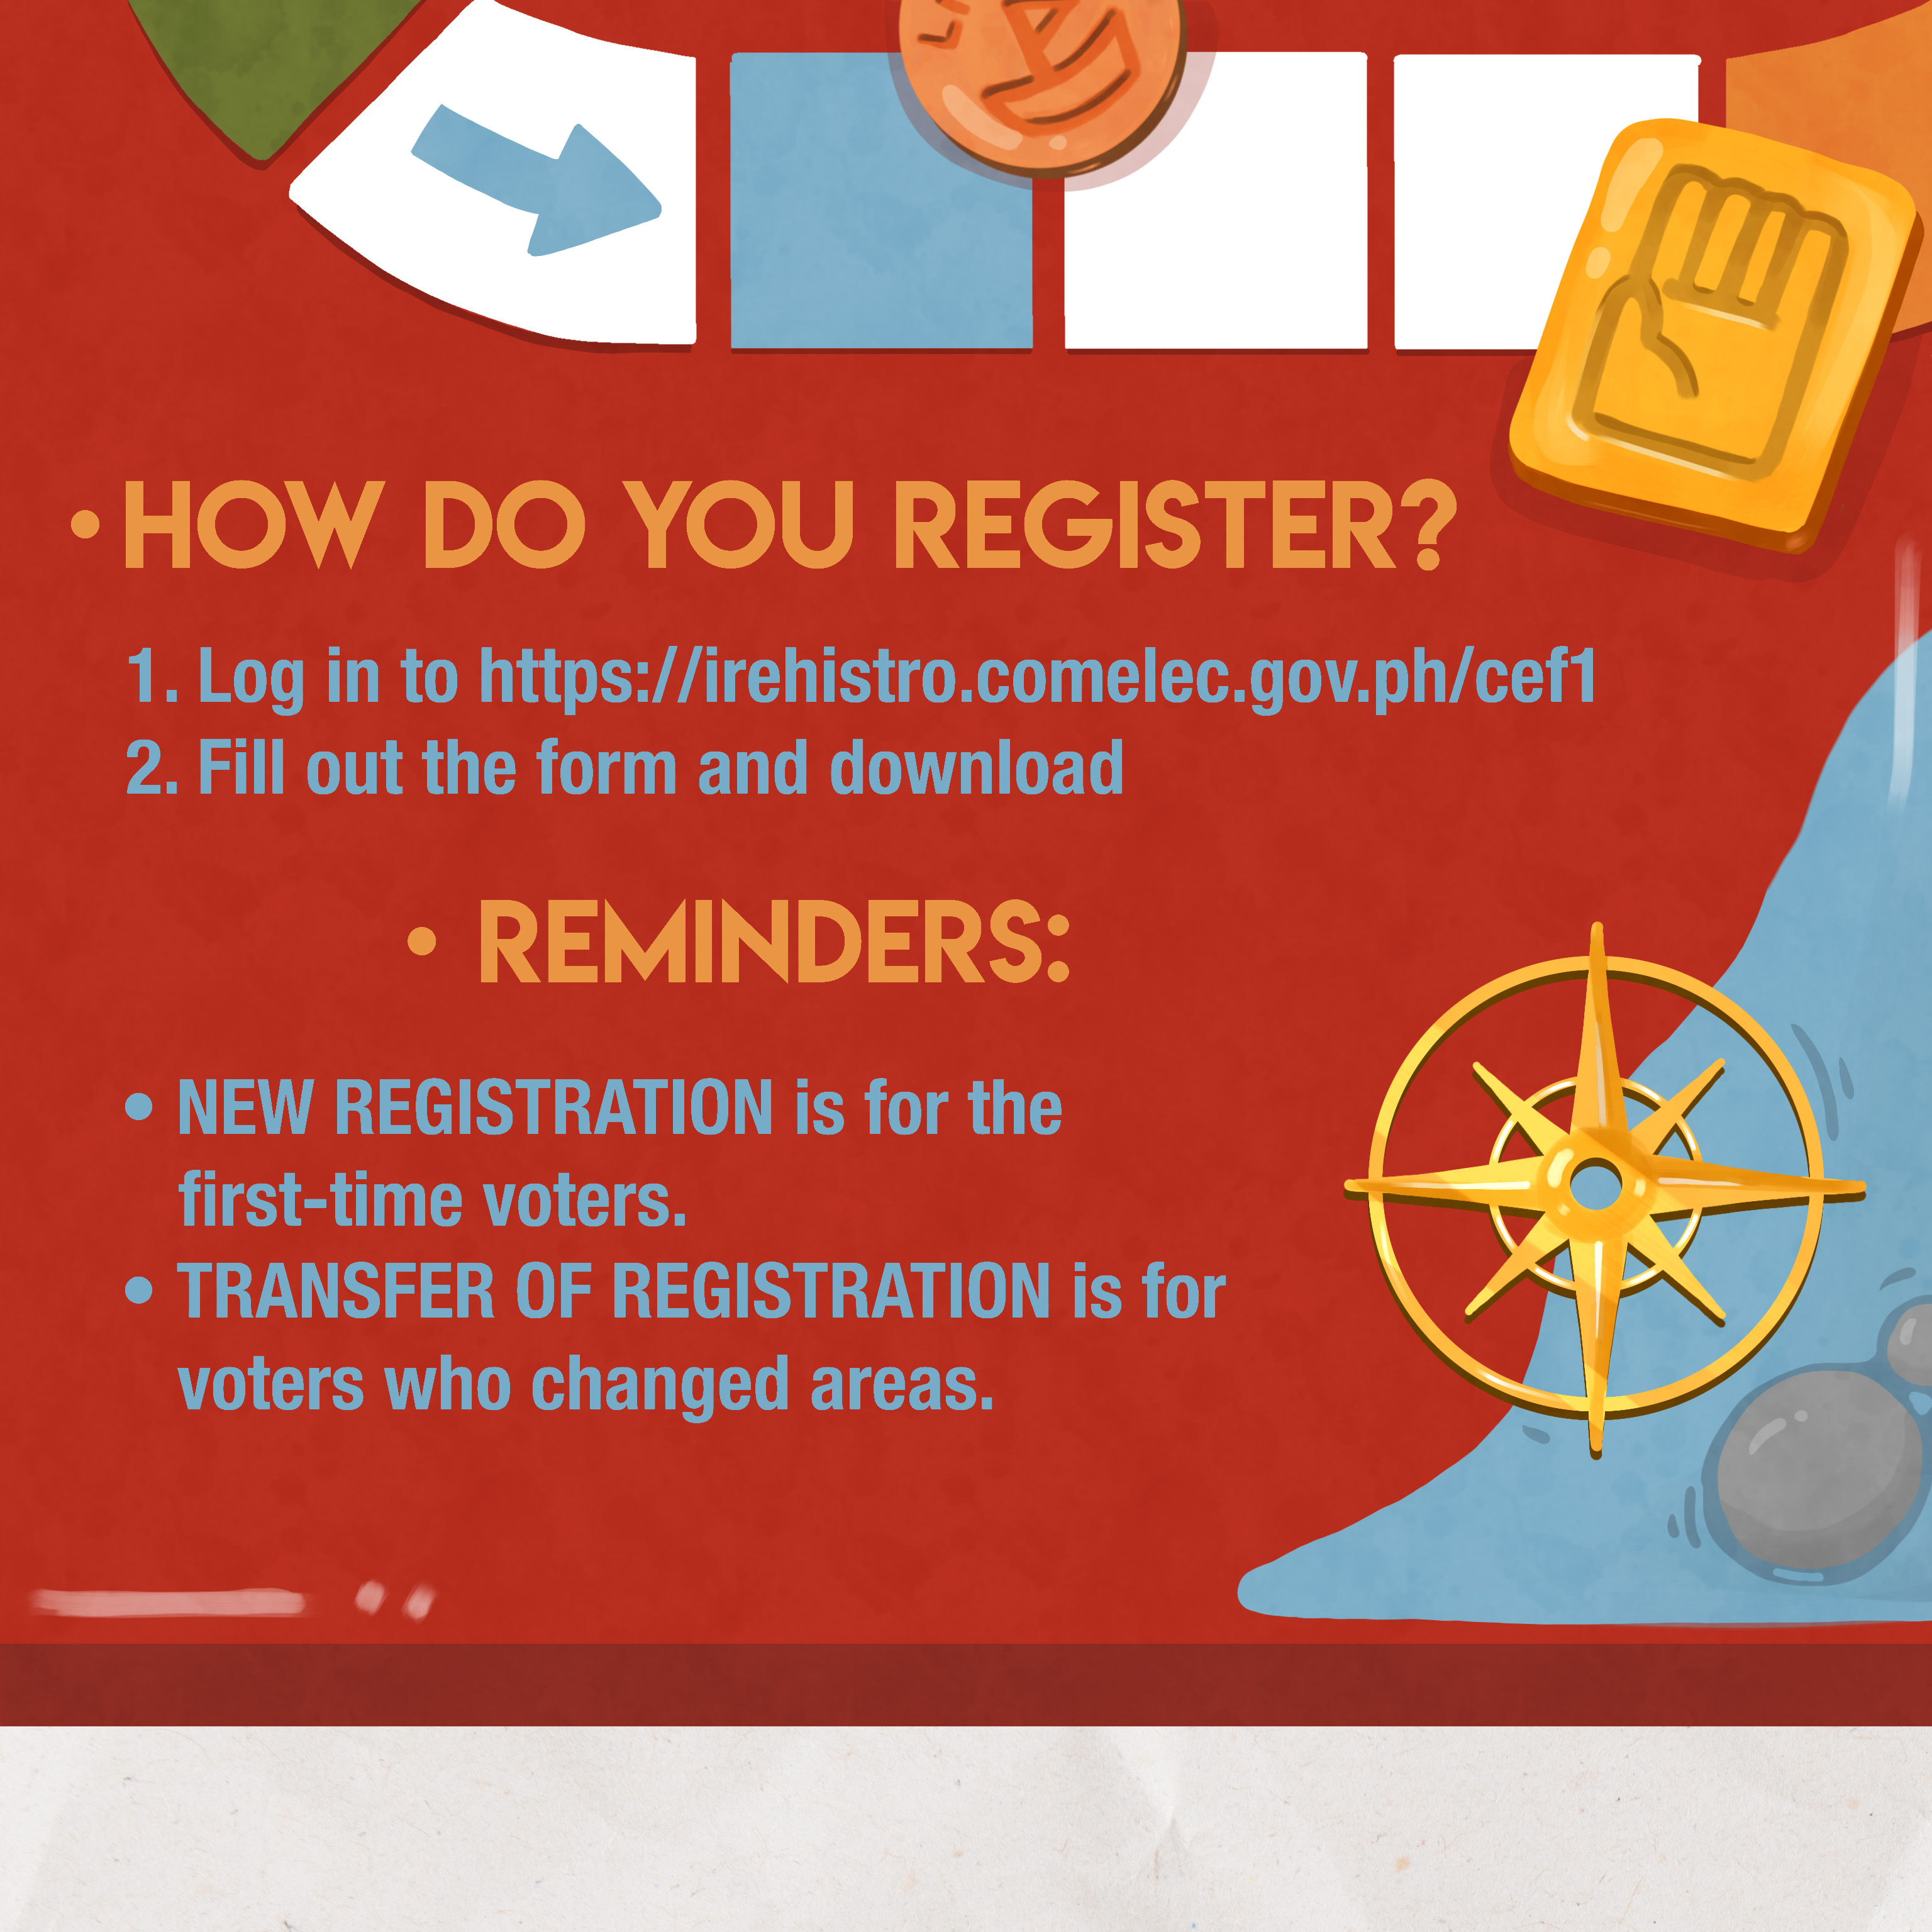 • HOW DO YOU REGISTER?
1. Log in to https://irehistro.comelec.gov.ph/cef1
2. Fill out the form and download
• REMINDERS:
• NEW REGISTRATION is for the
first-time voters.
• TRANSFER OF REGISTRATION is for
voters who changed areas.